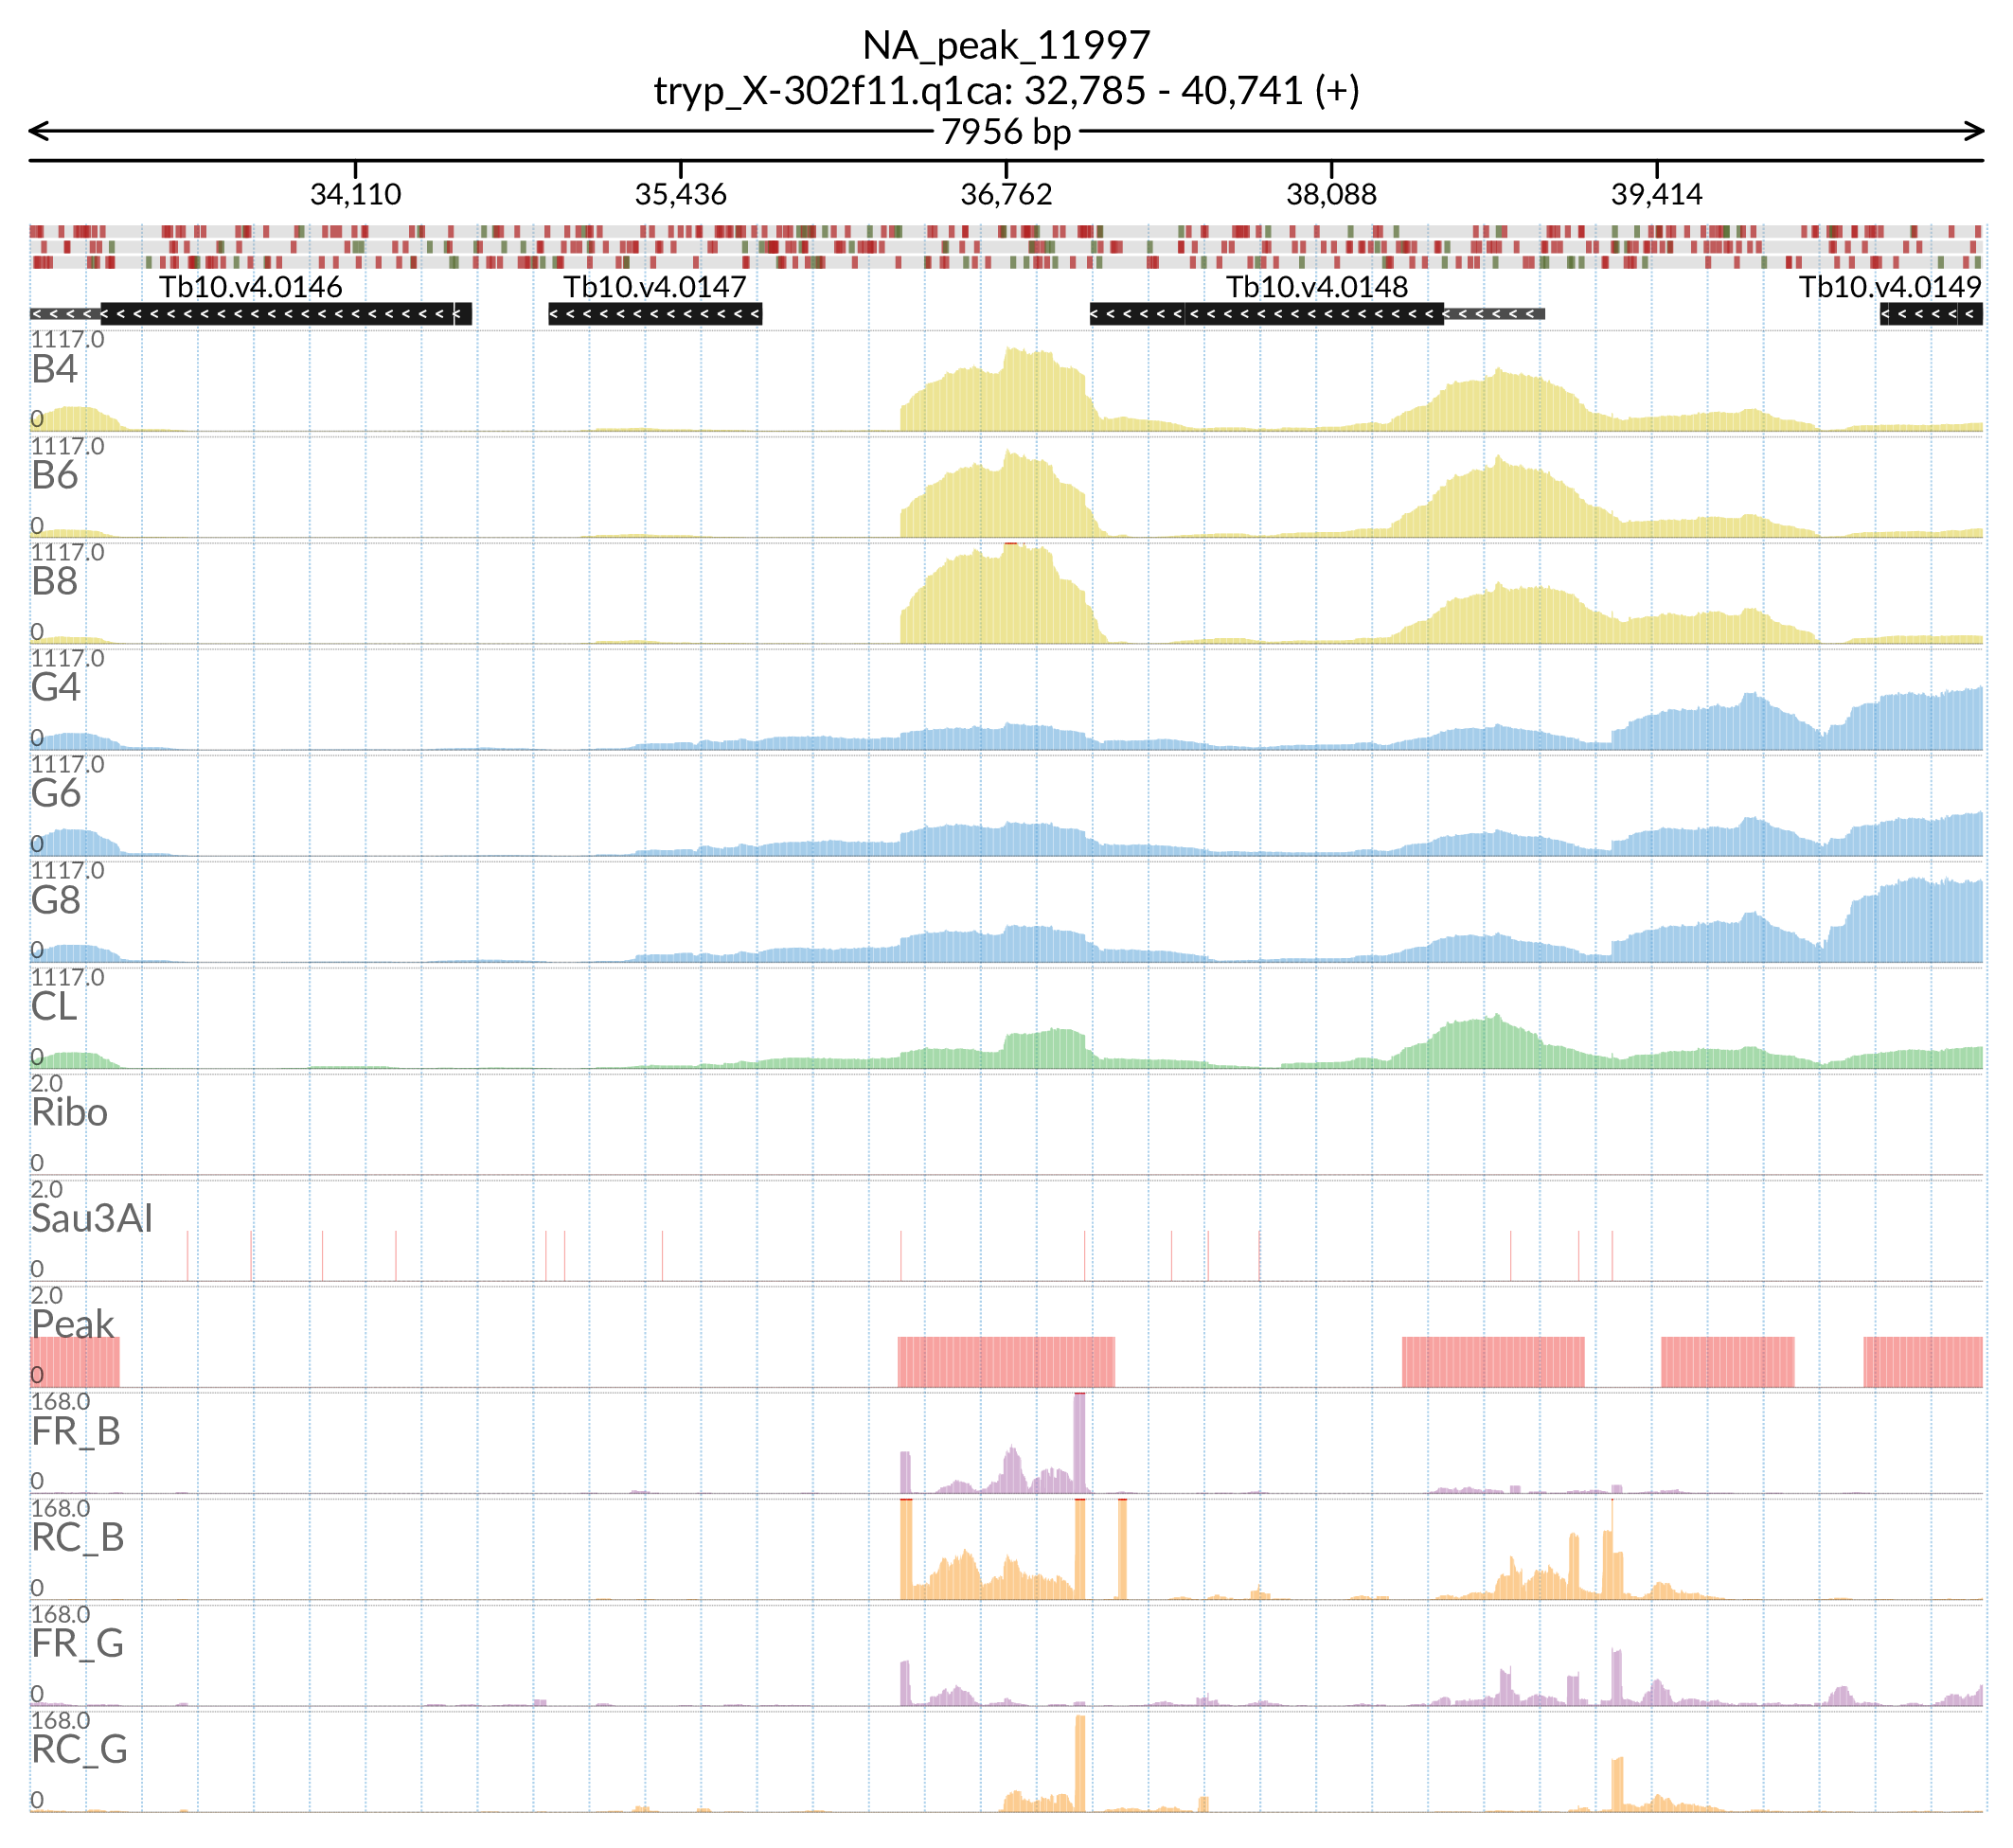 NA_peak_11997
tryp_X-302f11.q1ca: 32,785 - 40,741 (+)
7956 bp
34,110 35,436 36,762 38,088 39,414
Tb10.v4.0146 Tb10.v4.0147 Tb10.v4.0148 Tb10.v4.0149
1117.0
B4
0
1117.0
B6
0
1117.0
B8
0
1117.0
G4
0
1117.0
G6
0
1117.0
G8
0
1117.0
CL
0
2.0
Ribo
0
2.0
Sau3AI
0
2.0
Peak
0
168.0
FR_B
0
168.0
RC_B
0
168.0
FR_G
0
168.0
RC_G
0